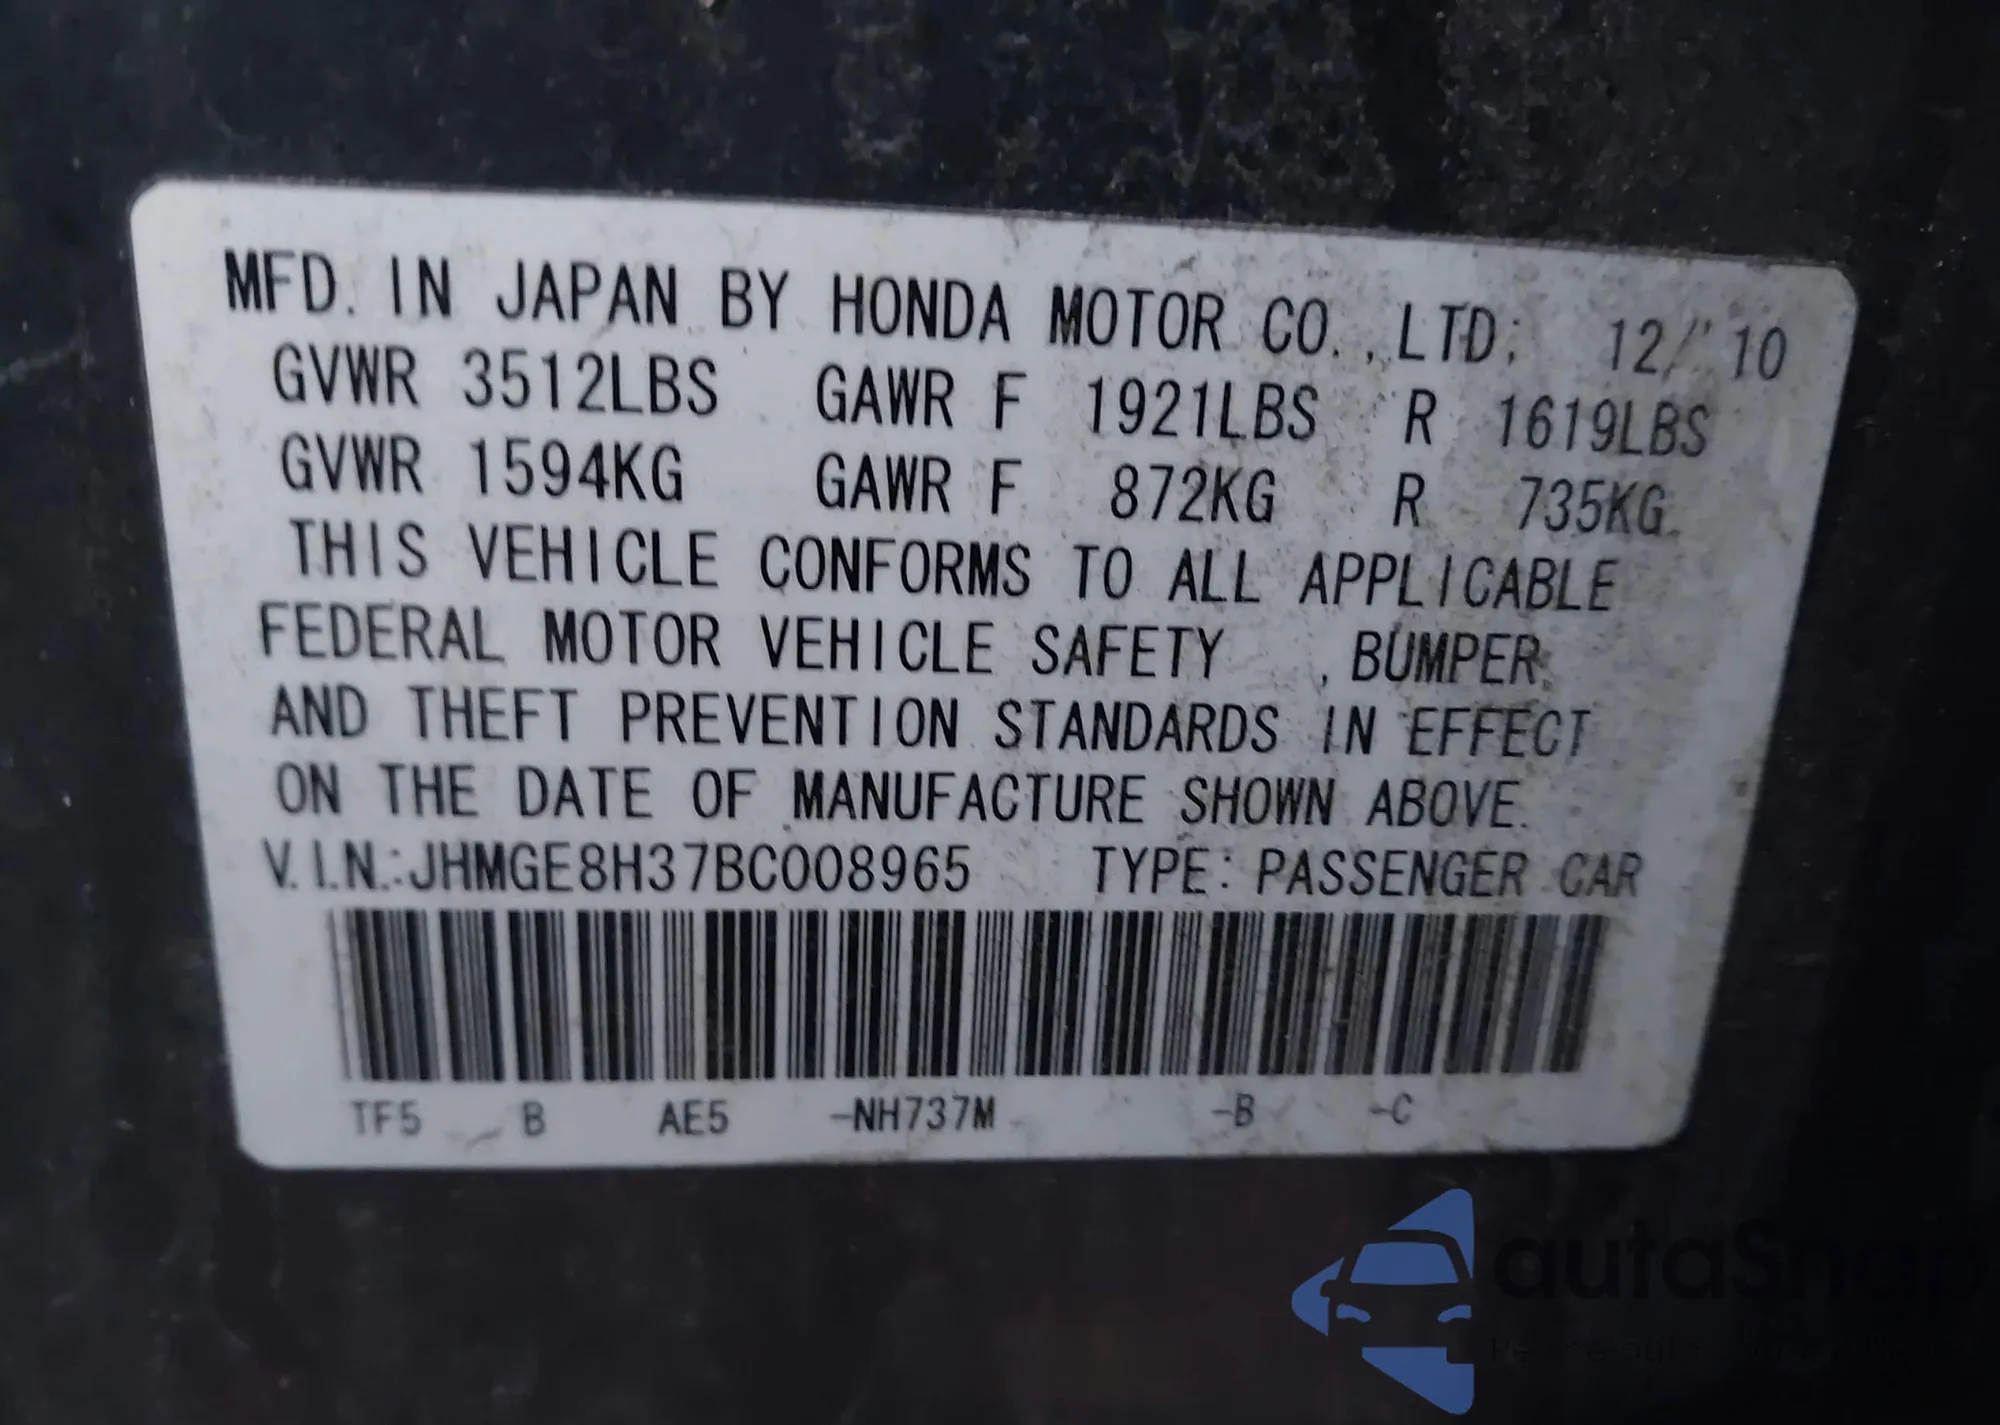 MFD. IN JAPAN BY HONDA MOTOR CO.,LTD. 12/'10
GVWR 3512LBS GAWR F 1921LBS R 1619LBS
GVWR 1594KG GAWR F 872KG R 735KG
THIS VEHICLE CONFORMS TO ALL APPLICABLE
FEDERAL MOTOR VEHICLE SAFETY , BUMPER,
AND THEFT PREVENTION STANDARDS IN EFFECT
ON THE DATE OF MANUFACTURE SHOWN ABOVE.
V.I.N.:JHMGE8H37BC008965 TYPE: PASSENGER CAR
TF5 B AE5 -NH737M -B -C
autaSnap